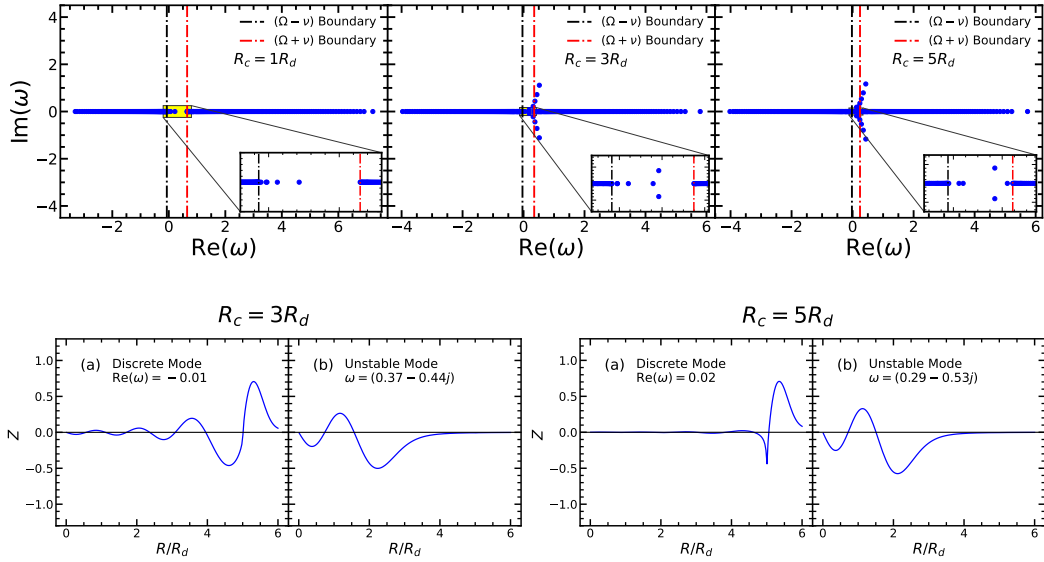 Im(ω)
4
2
0
−2
−4
(Ω − ν) Boundary
(Ω + ν) Boundary
R_c = 1R_d
(Ω − ν) Boundary
(Ω + ν) Boundary
R_c = 3R_d
(Ω − ν) Boundary
(Ω + ν) Boundary
R_c = 5R_d
−2 0 2 4 6
−4 −2 0 2 4 6
−4 −2 0 2 4 6
Re(ω) Re(ω) Re(ω)
R_c = 3R_d
R_c = 5R_d
Z
1.0
0.5
0.0
−0.5
−1.0
(a) Discrete Mode
Re(ω) = −0.01
(b) Unstable Mode
ω = (0.37 − 0.44j)
0 2 4 6
0 2 4 6
R/R_d R/R_d
Z
1.0
0.5
0.0
−0.5
−1.0
(a) Discrete Mode
Re(ω) = 0.02
(b) Unstable Mode
ω = (0.29 − 0.53j)
0 2 4 6
0 2 4 6
R/R_d R/R_d